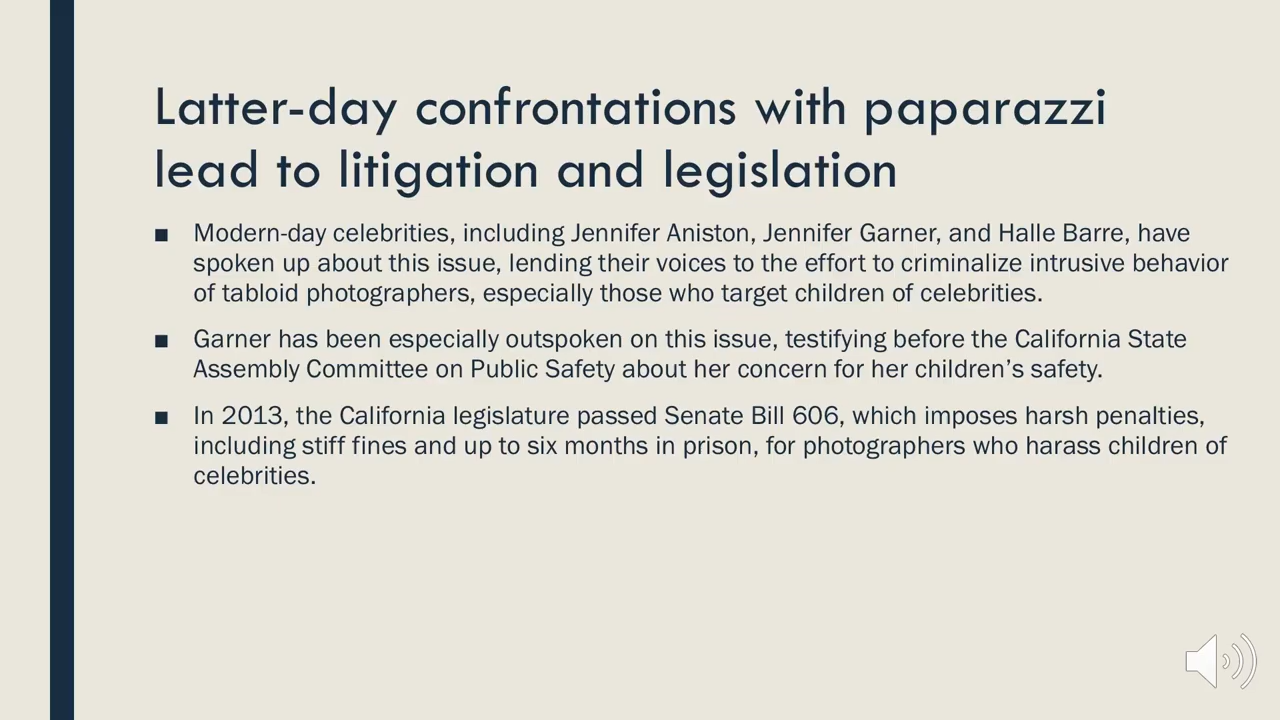 Latter-day confrontations with paparazzi
lead to litigation and legislation
■ Modern-day celebrities, including Jennifer Aniston, Jennifer Garner, and Halle Barre, have
spoken up about this issue, lending their voices to the effort to criminalize intrusive behavior
of tabloid photographers, especially those who target children of celebrities.
■ Garner has been especially outspoken on this issue, testifying before the California State
Assembly Committee on Public Safety about her concern for her children’s safety.
■ In 2013, the California legislature passed Senate Bill 606, which imposes harsh penalties,
including stiff fines and up to six months in prison, for photographers who harass children of
celebrities.